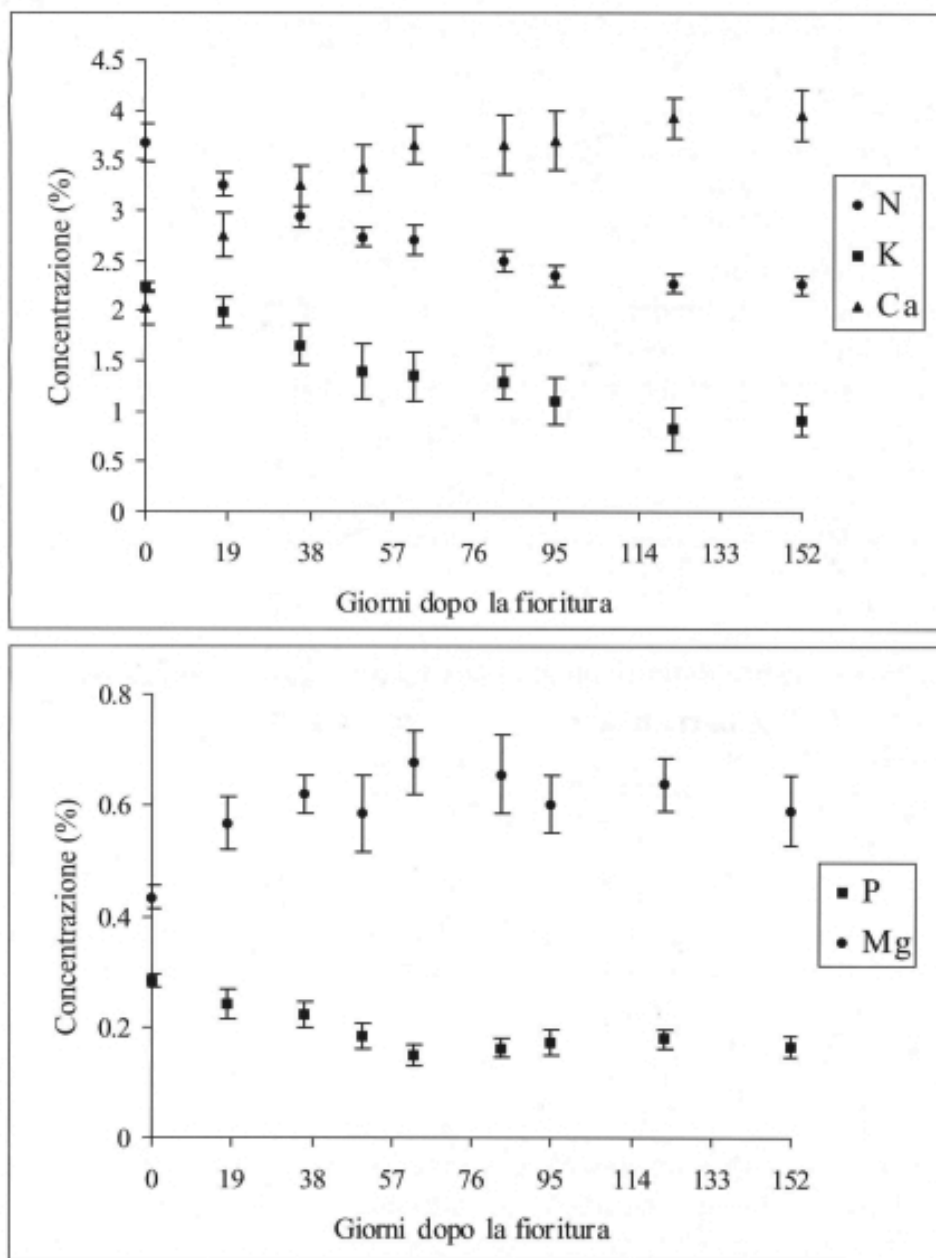 4.5
4
3.5
3
2.5
2
1.5
1
0.5
0
Concentrazione (%)
0 19 38 57 76 95 114 133 152
Giorni dopo la fioritura
N
K
Ca
0.8
0.6
0.4
0.2
0
Concentrazione (%)
0 19 38 57 76 95 114 133 152
Giorni dopo la fioritura
P
Mg